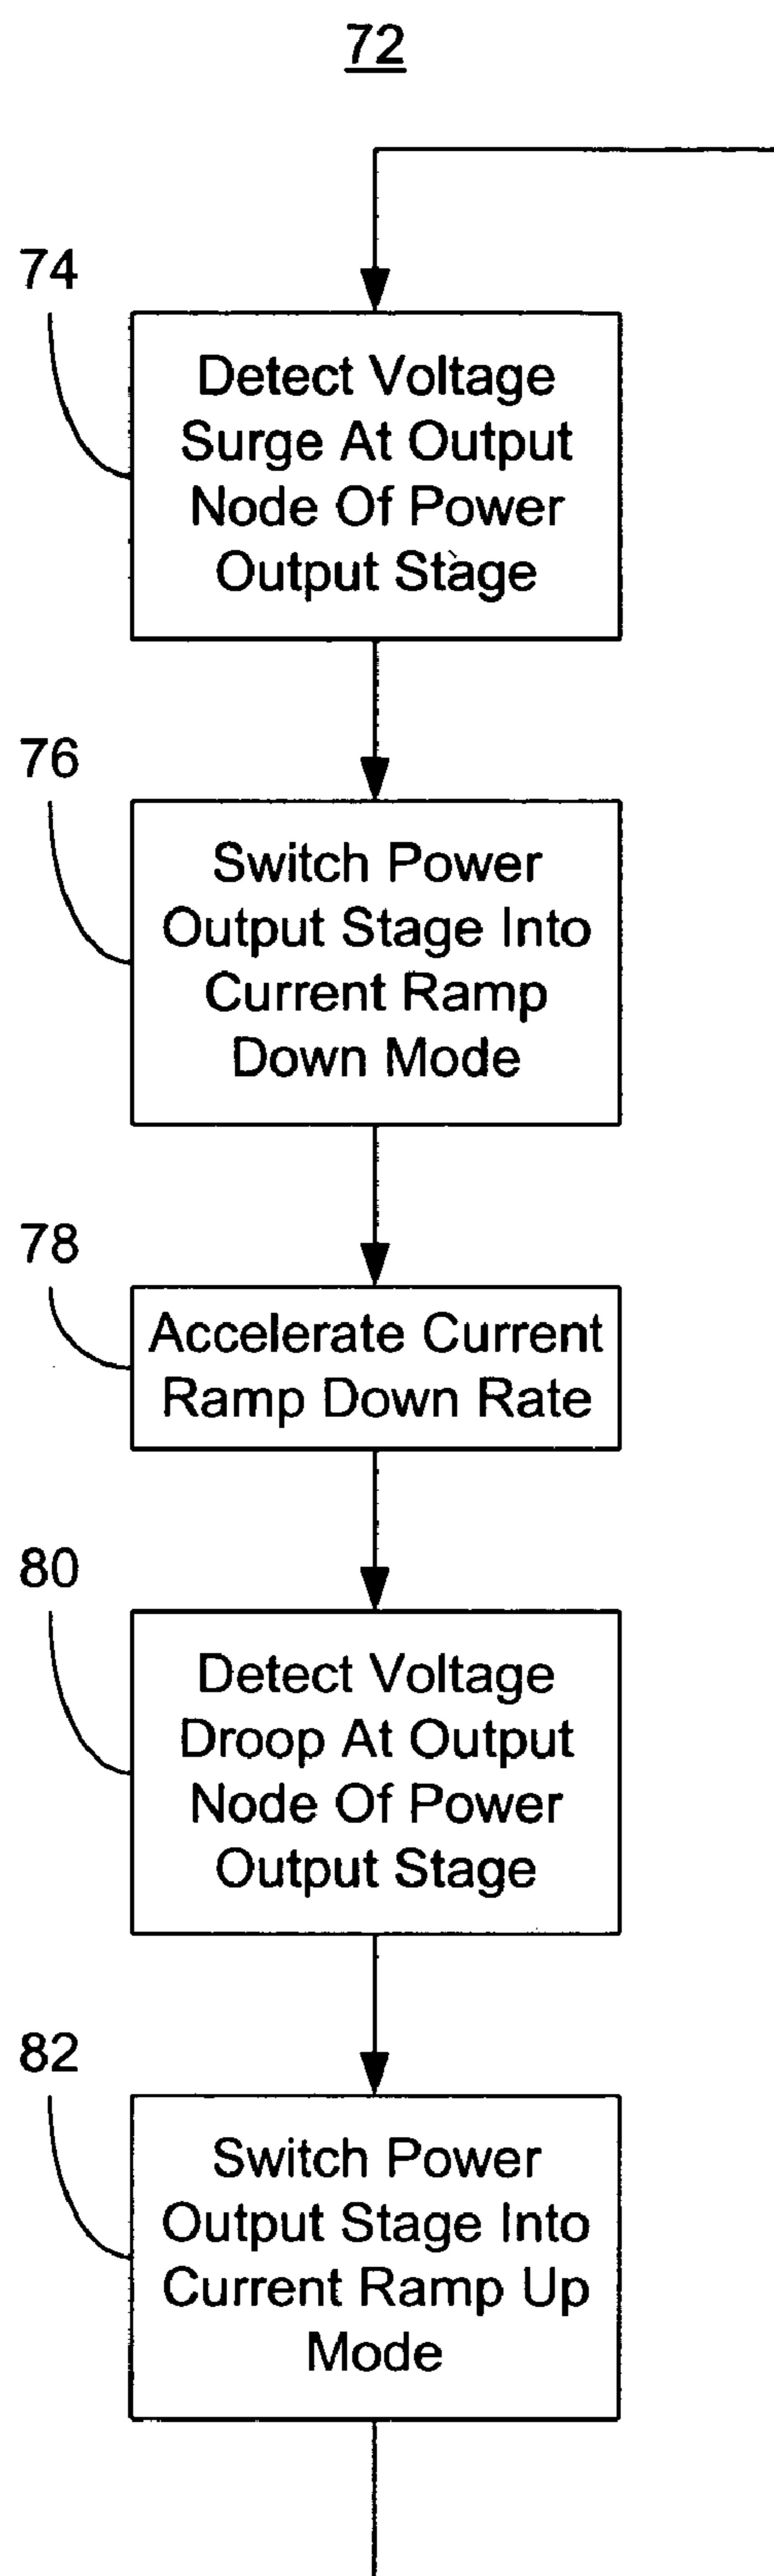 72
74
Detect Voltage
Surge At Output
Node Of Power
Output Stage
76
Switch Power
Output Stage Into
Current Ramp
Down Mode
78
Accelerate Current
Ramp Down Rate
80
Detect Voltage
Droop At Output
Node Of Power
Output Stage
82
Switch Power
Output Stage Into
Current Ramp Up
Mode